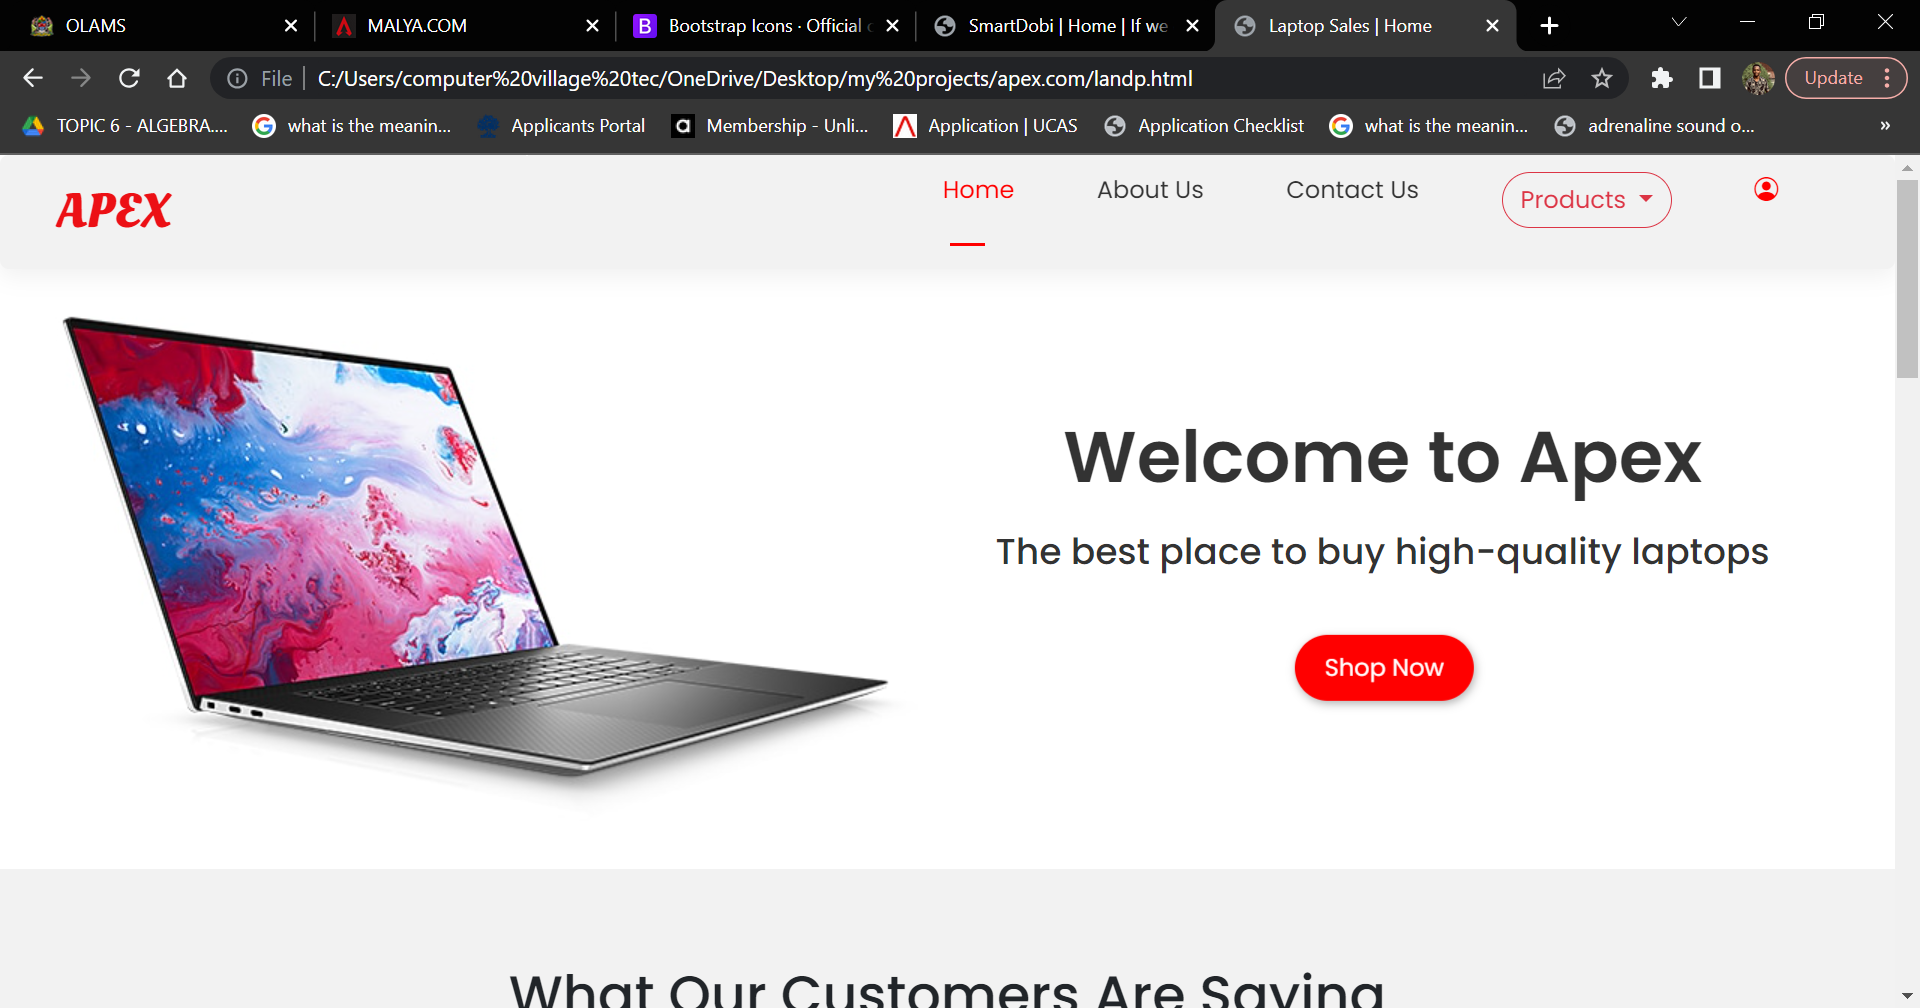 OLAMS
MALYA.COM
Bootstrap Icons · Official
SmartDobi | Home | If we
Laptop Sales | Home
File
C:/Users/computer%20village%20tec/OneDrive/Desktop/my%20projects/apex.com/landp.html
Update
TOPIC 6 - ALGEBRA....
what is the meanin...
Applicants Portal
Membership - Unli...
Application | UCAS
Application Checklist
what is the meanin...
adrenaline sound o...
»
APEX
Home
About Us
Contact Us
Products
Welcome to Apex
The best place to buy high-quality laptops
Shop Now
What Our Customers Are Saying